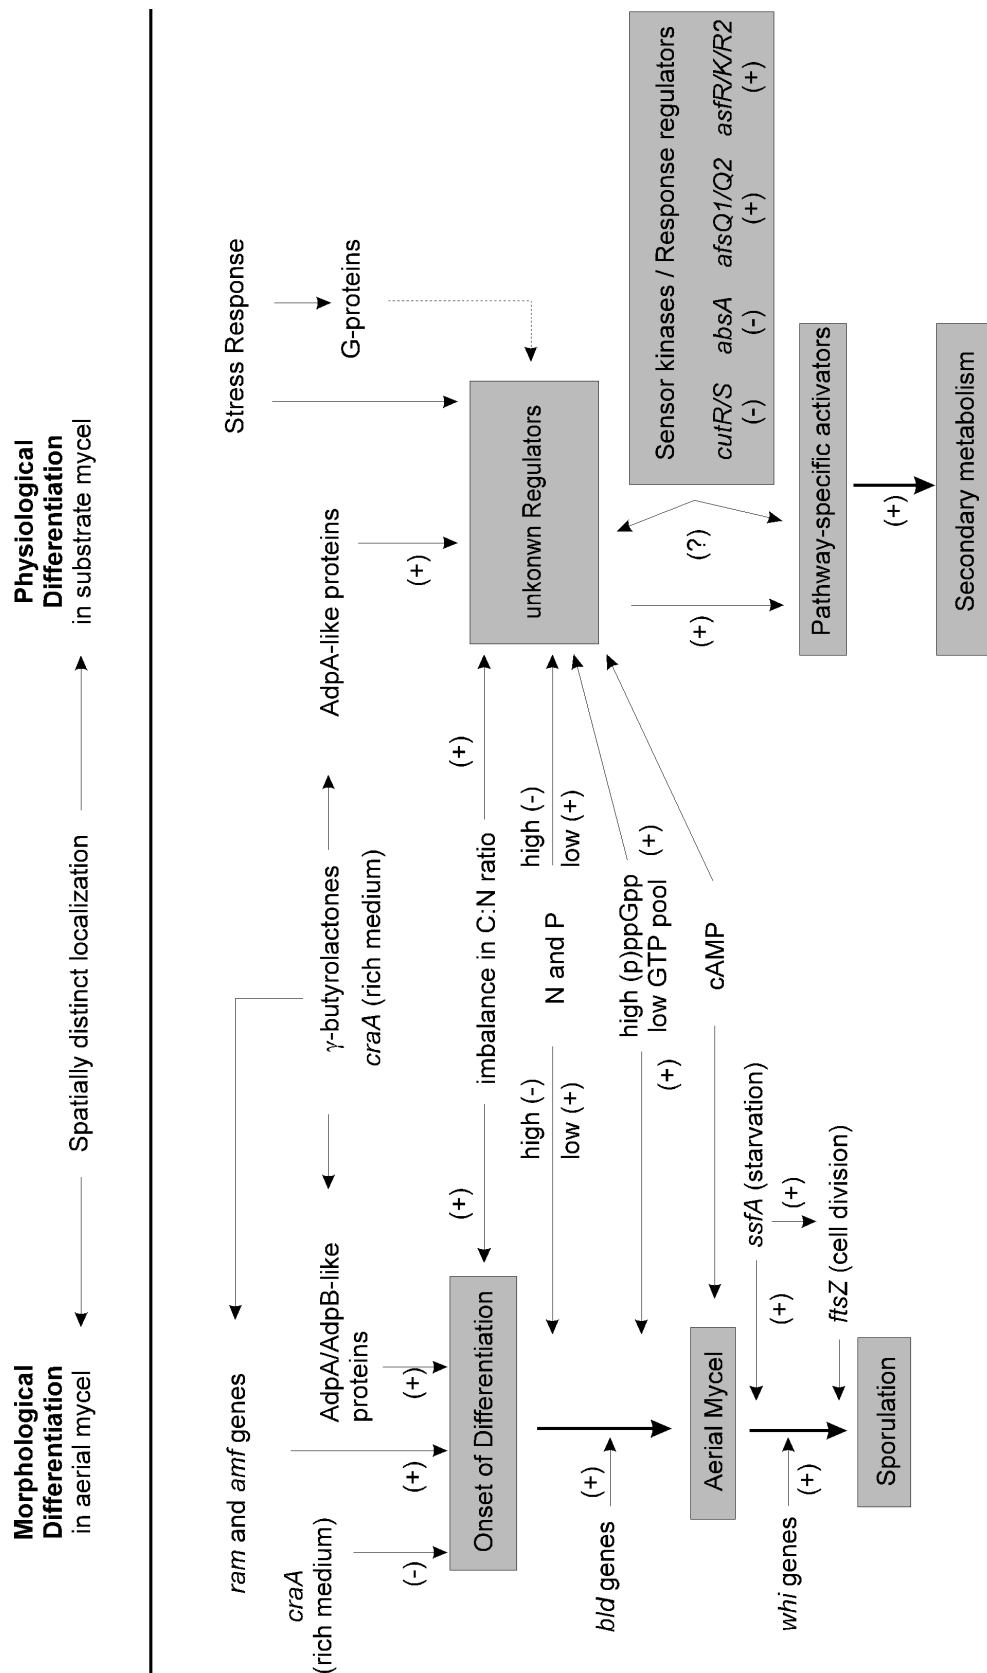 Morphological
Differentiation
in aerial mycel
Spatially distinct localization
Physiological
Differentiation
in substrate mycel
ram and amf genes
Stress Response
craA
(rich medium)
AdpA/AdpB-like
proteins
γ-butyrolactones
craA (rich medium)
AdpA-like proteins
G-proteins
(-)
(+)
(+)
(+)
Onset of Differentiation
(+)
imbalance in C:N ratio
(+)
unkonwn Regulators
high (-)
low (+)
N and P
high (-)
low (+)
bld genes
(+)
(+)
high (p)ppGpp
low GTP pool
(+)
Aerial Mycel
cAMP
(+)
(?)
Sensor kinases / Response regulators
cutR/S
absA
afsQ1/Q2
asfR/K/R2
(-)
(-)
(+)
(+)
ssfA (starvation)
(+)
(+)
whi genes
(+)
ftsZ (cell division)
Pathway-specific activators
Sporulation
(+)
Secondary metabolism